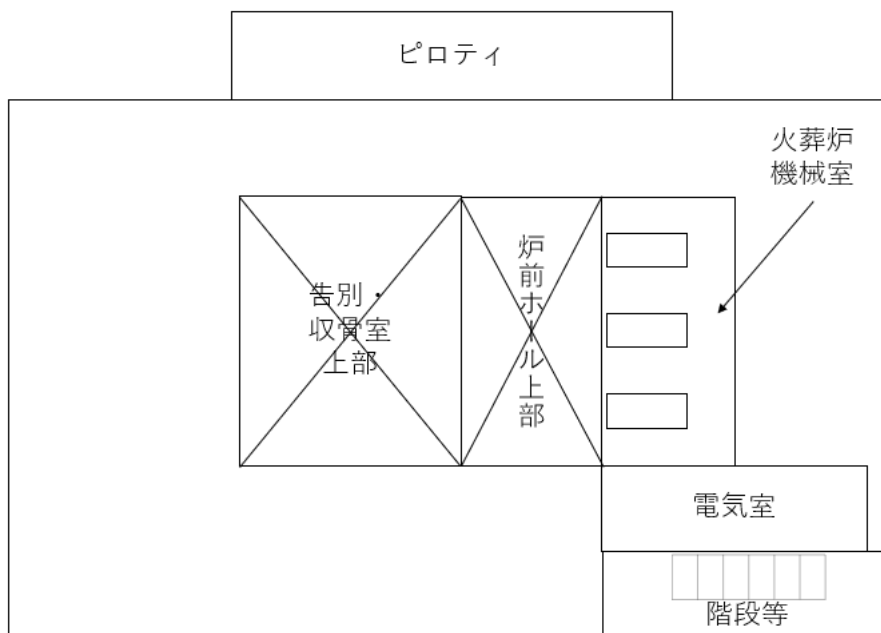 ピロティ
火葬炉
機械室
告別・
収骨室
上部
炉前ホール上部
電気室
階段等